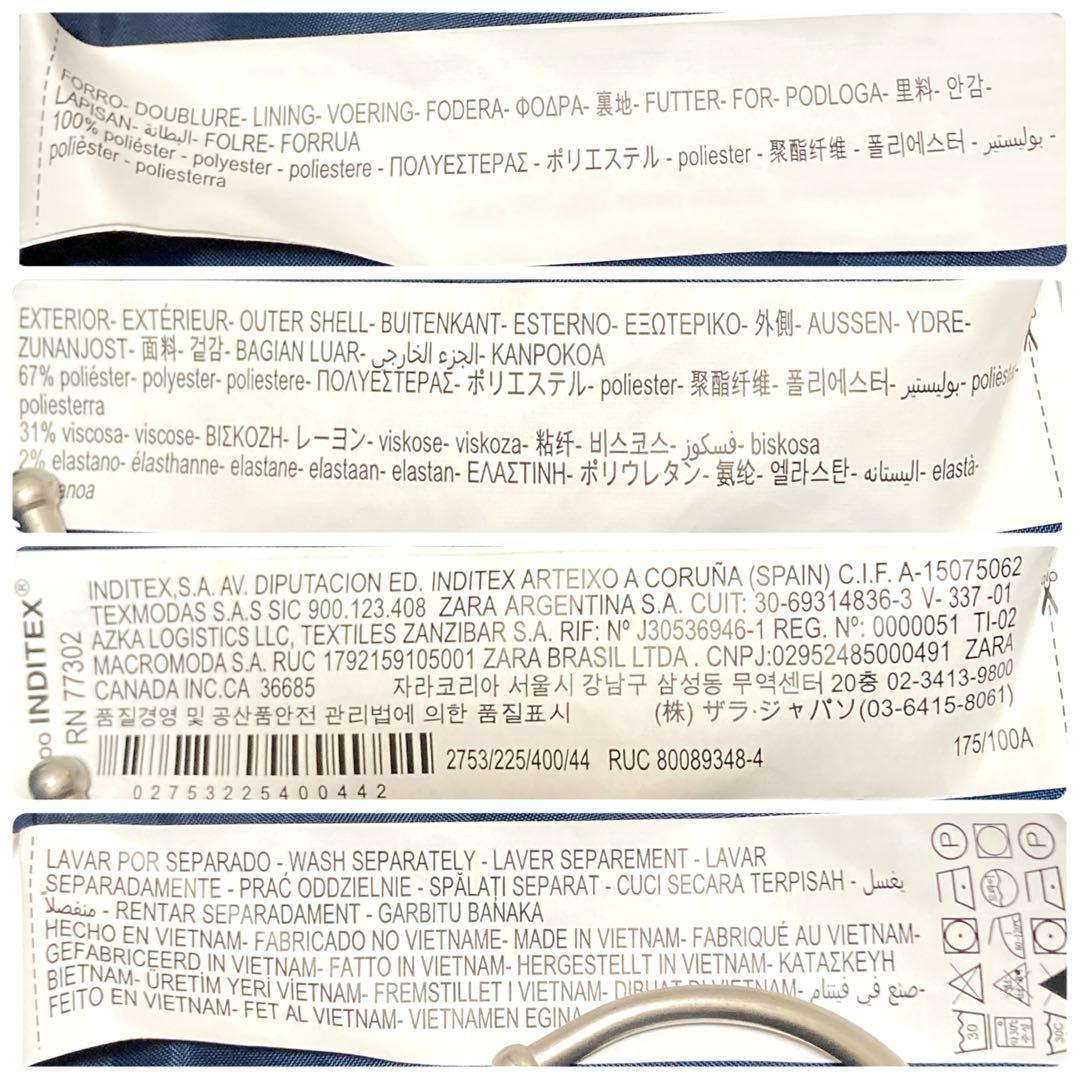 FORRO- DOUBLURE- LINING- VOERING- FODERA- ΦΟΔΡΑ- 裏地- FUTTER- FOR- PODLOGA- 里料- 안감-
LAPISAN- البطانة- FOLRE- FORRUA
100% poliéster - polyester - poliestere - ΠΟΛΥΕΣΤΕΡΑΣ - ポリエステル - poliester - 聚酯纤维 - 폴리에스터 - بوليستير -
polièster - poliesterra
EXTERIOR- EXTÉRIEUR- OUTER SHELL- BUITENKANT- ESTERNO- ΕΞΩΤΕΡΙΚΟ- 外側- AUSSEN- YDRE-
ZUNANJOST- 面料- 겉감- BAGIAN LUAR- الجزء الخارجي- KANPOKOA
67% poliéster- polyester- poliestere- ΠΟΛΥΕΣΤΕΡΑΣ- ポリエステル- poliester- 聚酯纤维- 폴리에스터- بوليستير- polièster-
poliesterra
31% viscosa- viscose- ΒΙΣΚΟΖΗ- レーヨン- viskose- viskoza- 粘纤- 비스코스- فسكوز- biskosa
2% elastano- élasthanne- elastane- elastaan- elastan- ΕΛΑΣΤΙΝΗ- ポリウレタン- 氨纶- 엘라스탄- اليستانه- elastà-
anoa
INDITEX®
RN 77302
INDITEX,S.A. AV. DIPUTACION ED. INDITEX ARTEIXO A CORUÑA (SPAIN) C.I.F. A-15075062
TEXMODAS S.A.S SIC 900.123.408 ZARA ARGENTINA S.A. CUIT: 30-69314836-3 V- 337 -01
AZKA LOGISTICS LLC, TEXTILES ZANZIBAR S.A. RIF: Nº J30536946-1 REG. Nº: 0000051 TI-02
MACROMODA S.A. RUC 1792159105001 ZARA BRASIL LTDA . CNPJ:02952485000491 ZARA
CANADA INC.CA 36685 자라코리아 서울시 강남구 삼성동 무역센터 20층 02-3413-9800
품질경영 및 공산품안전 관리법에 의한 품질표시 (株) ザラ·ジャパン(03-6415-8061)
2753/225/400/44 RUC 80089348-4 175/100A
02753225400442
LAVAR POR SEPARADO - WASH SEPARATELY - LAVER SEPAREMENT - LAVAR
SEPARADAMENTE - PRAĆ ODDZIELNIE - SPĂLAȚI SEPARAT - CUCI SECARA TERPISAH - يغسل
منفصلا - RENTAR SEPARADAMENT - GARBITU BANAKA
HECHO EN VIETNAM- FABRICADO NO VIETNAME- MADE IN VIETNAM- FABRIQUÉ AU VIETNAM-
GEFABRICEERD IN VIETNAM- FATTO IN VIETNAM- HERGESTELLT IN VIETNAM- ΚΑΤΑΣΚΕΥΗ
ΒΙΕΤΝΑΜ- ÜRETİM YERİ VİETNAM- FREMSTILLET I VIETNAM- DIBUAT DI VIETNAM - صنع في فيتنام-
FEITO EN VIETNAM- FET AL VIETNAM- VIETNAMEN EGINA
P P
30 30C